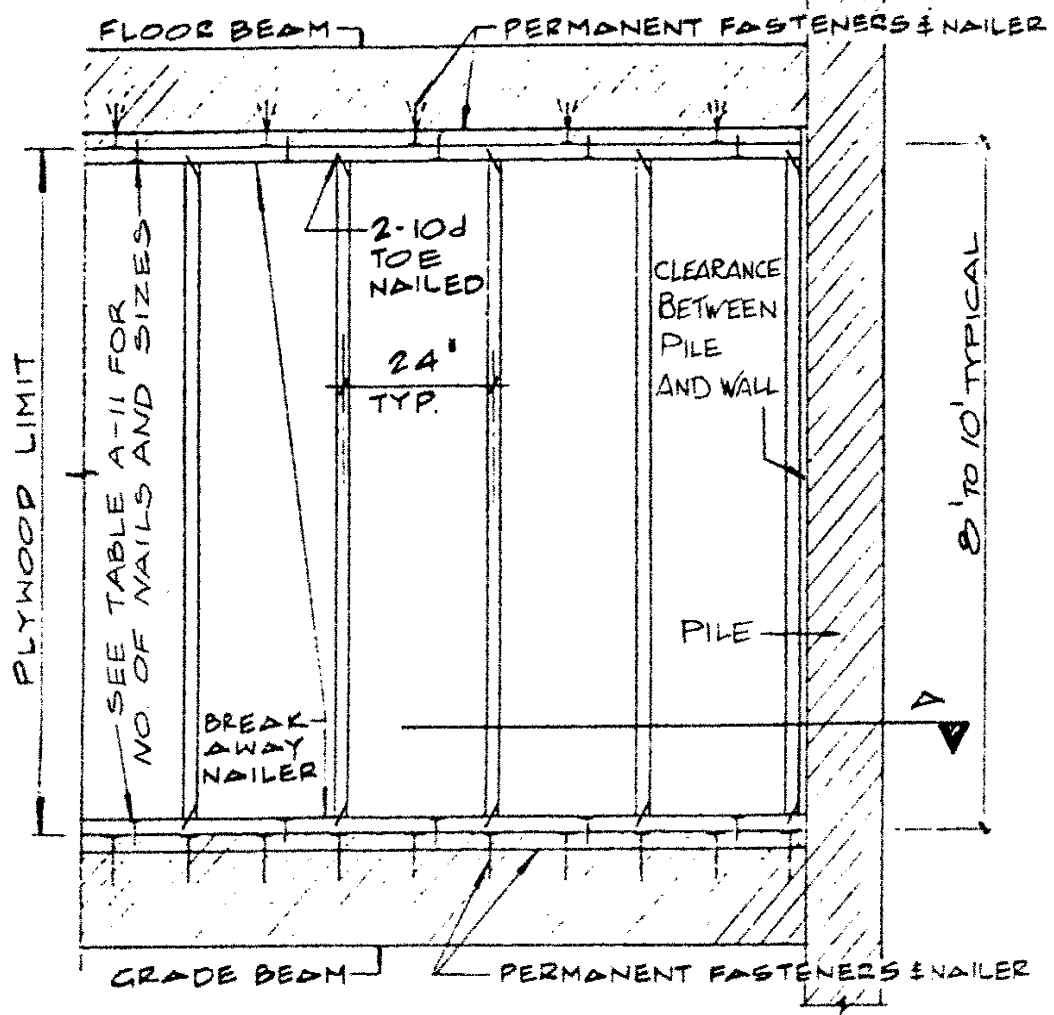 FLOOR BEAM
PERMANENT FASTENERS & NAILER
2-10d
TOE
NAILED
24'
TYP.
CLEARANCE
BETWEEN
PILE
AND WALL
PLYWOOD LIMIT
SEE TABLE A-11 FOR
NO. OF NAILS AND SIZES
8' TO 10' TYPICAL
PILE
A
BREAK
AWAY
NAILER
GRADE BEAM
PERMANENT FASTENERS & NAILER